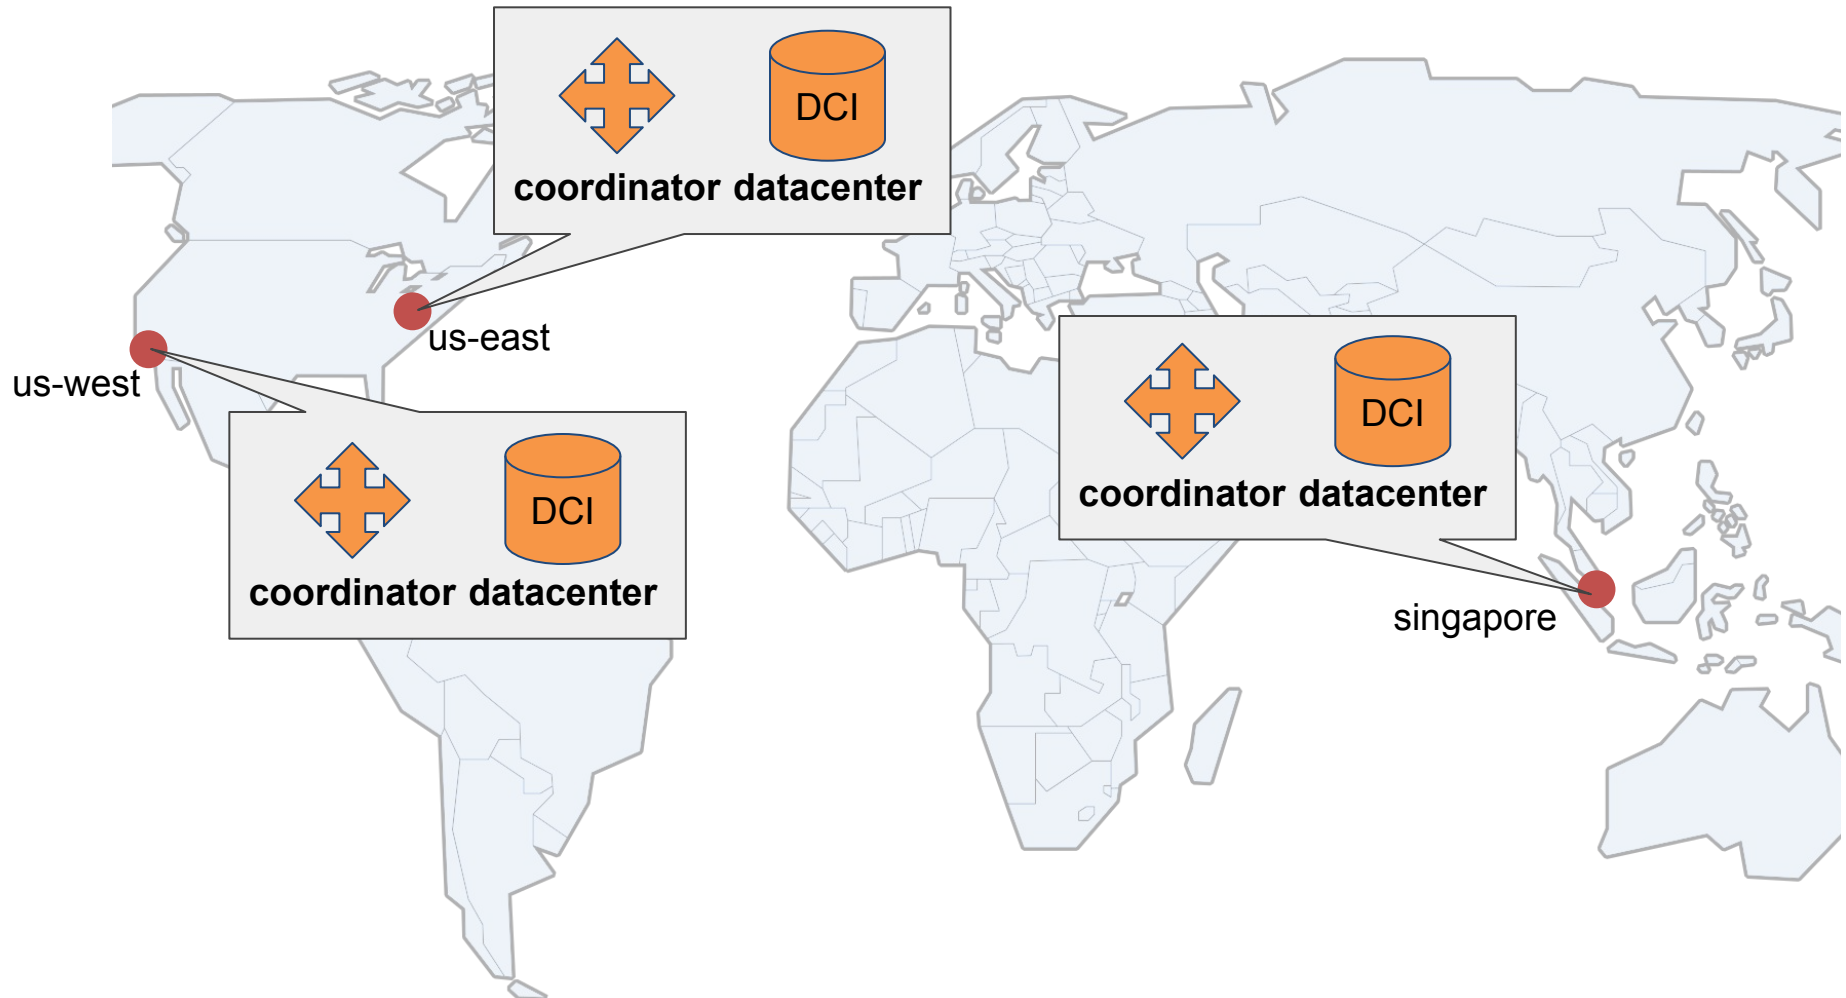 DCI
coordinator datacenter
us-east
us-west
DCI
coordinator datacenter
DCI
coordinator datacenter
singapore